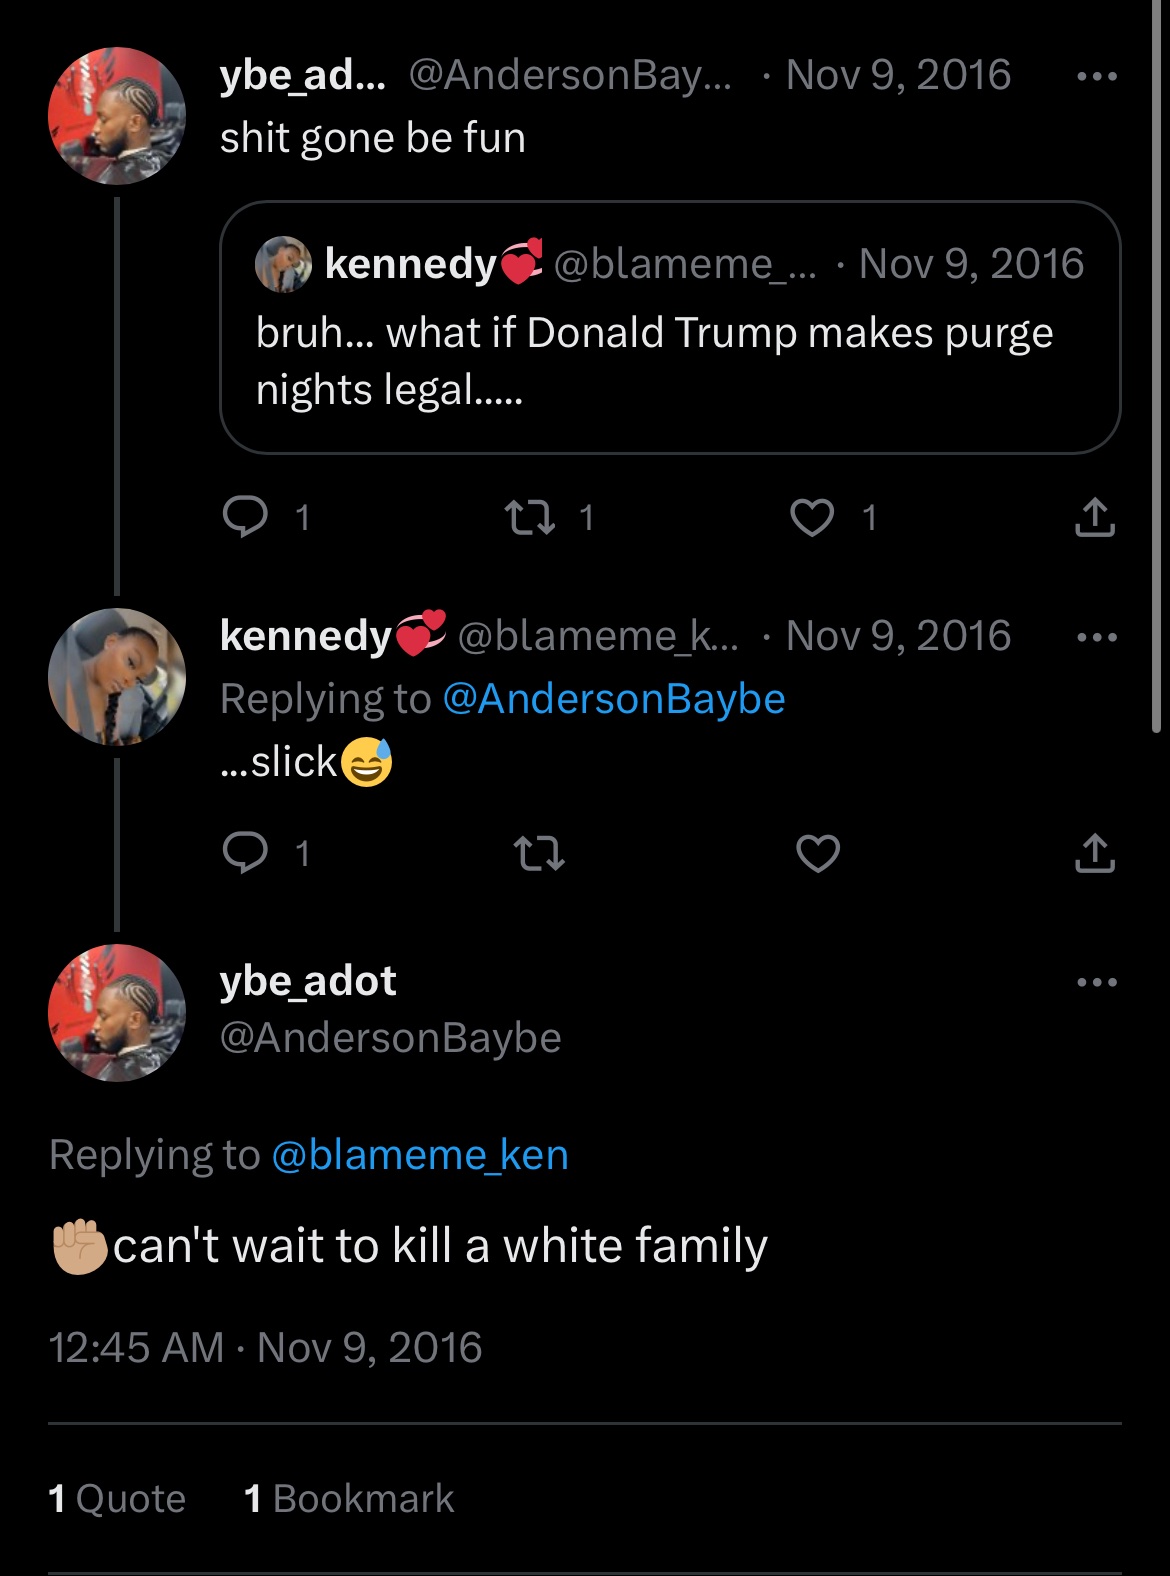 ybe_ad... @AndersonBay... · Nov 9, 2016
shit gone be fun
kennedy💞 @blameme_... · Nov 9, 2016
bruh... what if Donald Trump makes purge
nights legal.....
1 1 1
kennedy💞 @blameme_k... · Nov 9, 2016
Replying to @AndersonBaybe
...slick😅
1
ybe_adot
@AndersonBaybe
Replying to @blameme_ken
✊🏼can't wait to kill a white family
12:45 AM · Nov 9, 2016
1 Quote 1 Bookmark